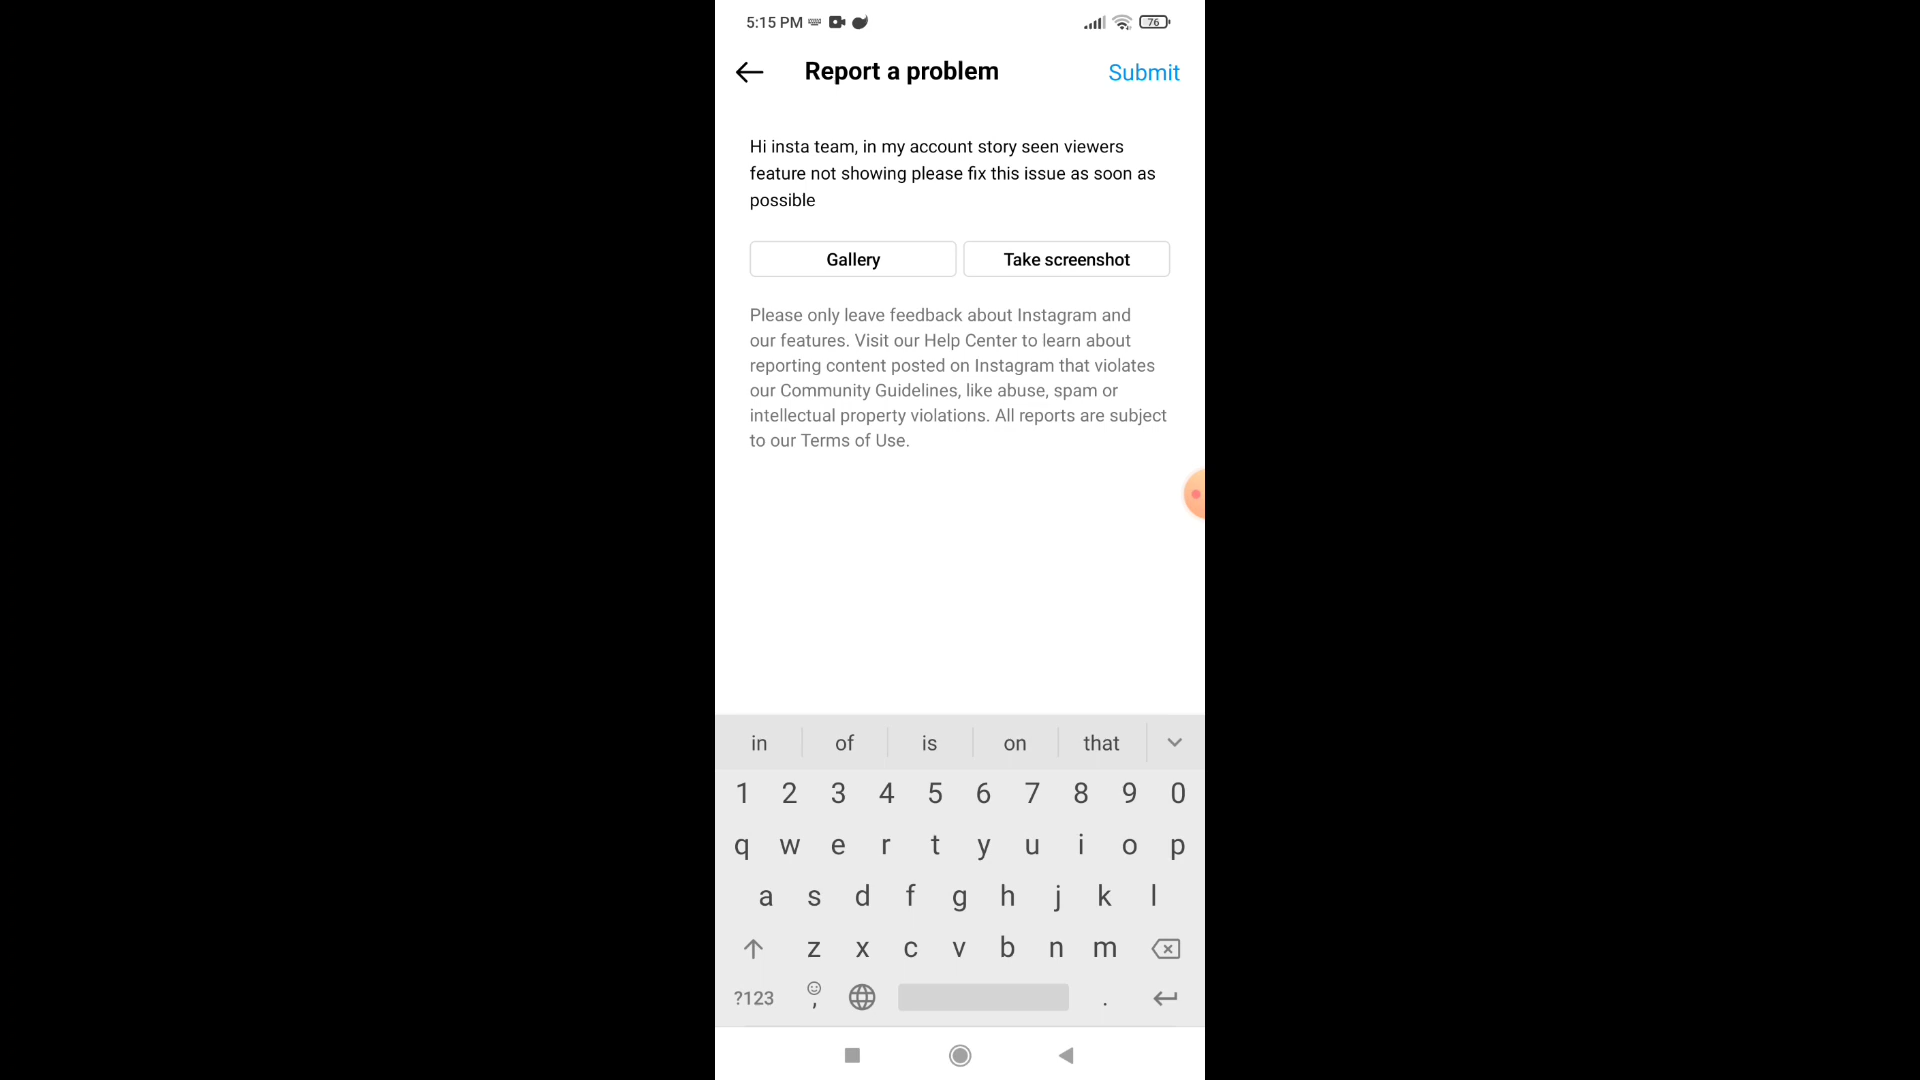 5:15 PM
76
Report a problem
Submit
Hi insta team, in my account story seen viewers
feature not showing please fix this issue as soon as
possible
Gallery
Take screenshot
Please only leave feedback about Instagram and
our features. Visit our Help Center to learn about
reporting content posted on Instagram that violates
our Community Guidelines, like abuse, spam or
intellectual property violations. All reports are subject
to our Terms of Use.
in of is on that
1 2 3 4 5 6 7 8 9 0
q w e r t y u i o p
a s d f g h j k l
z x c v b n m
?123 , .